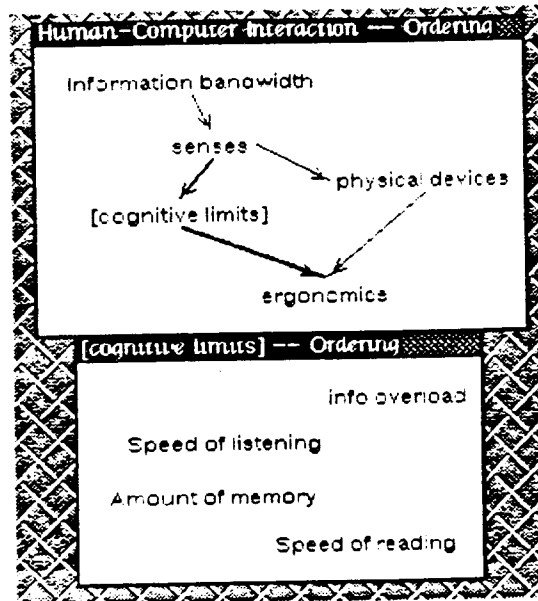 Human-Computer Interaction -- Ordering
Information bandwidth
senses
physical devices
[cognitive limits]
ergonomics
[cognitive limits] -- Ordering
info overload
Speed of listening
Amount of memory
Speed of reading